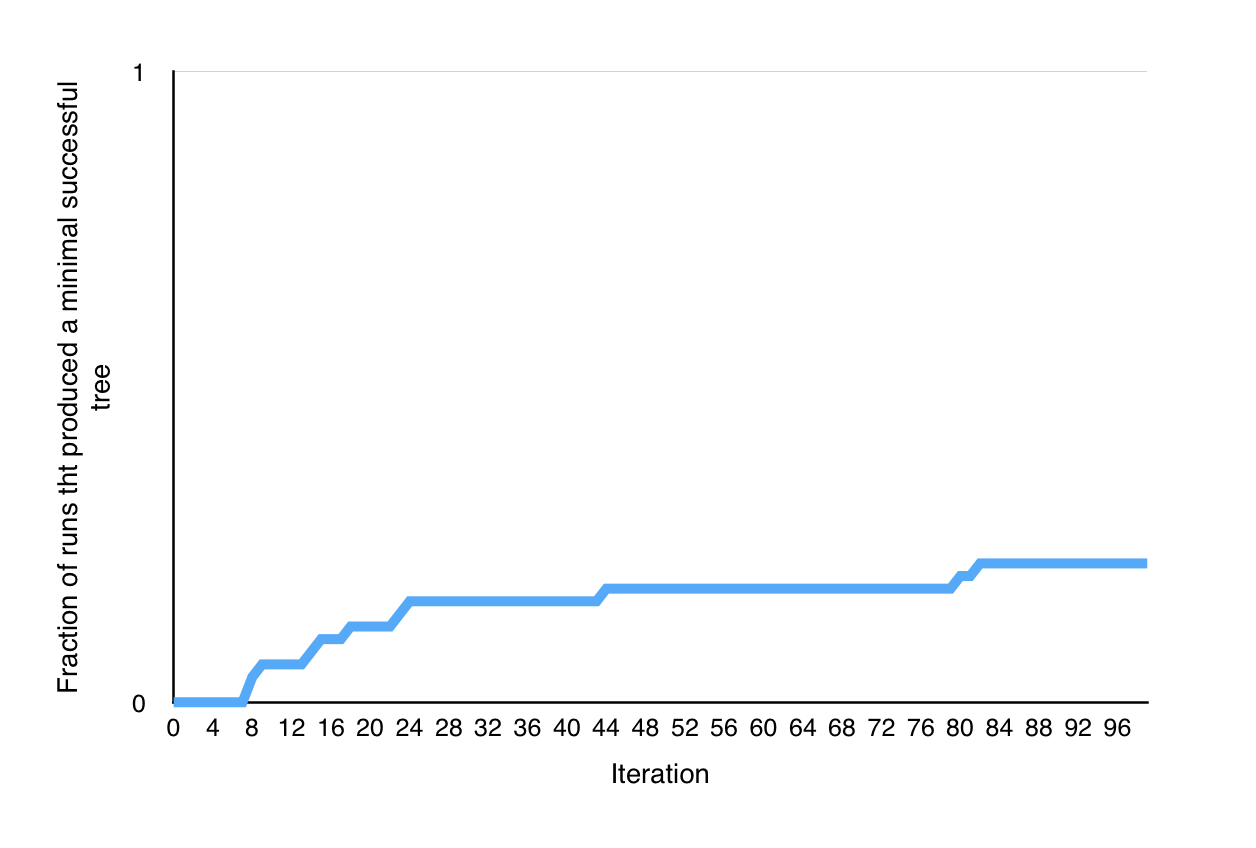 Fraction of runs tht produced a minimal successful
tree
1
0
0 4 8 12 16 20 24 28 32 36 40 44 48 52 56 60 64 68 72 76 80 84 88 92 96
Iteration